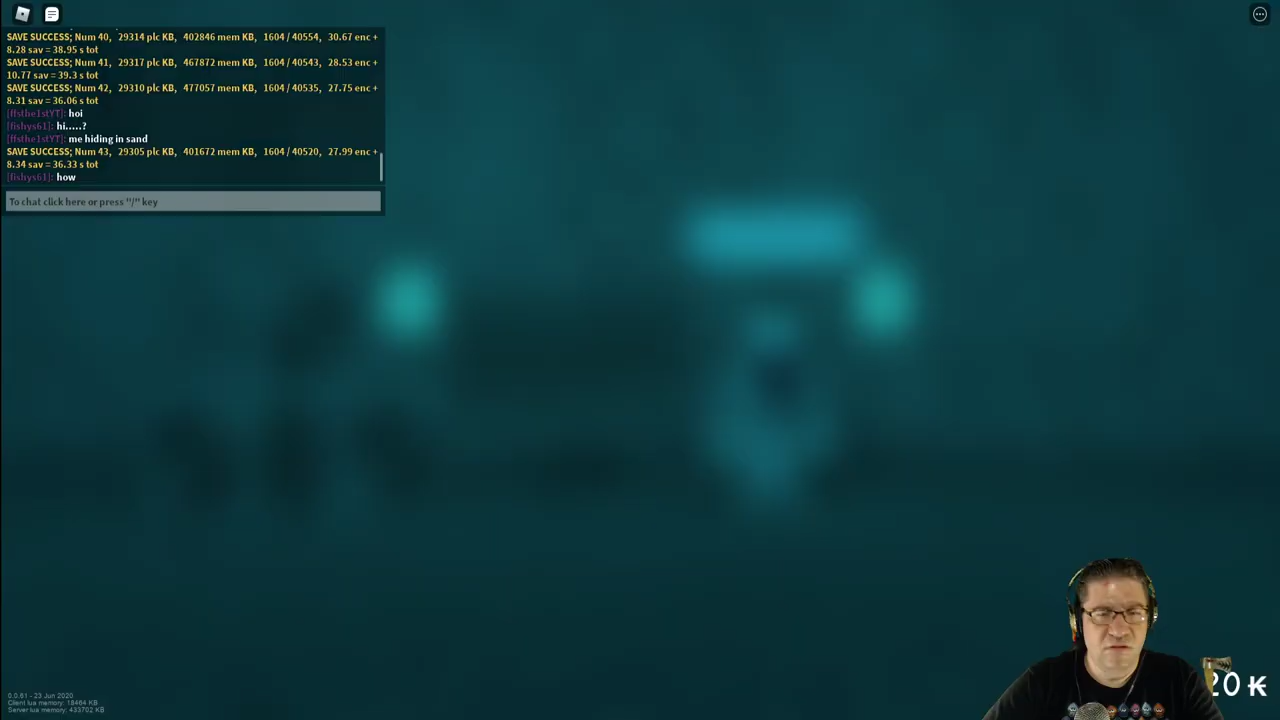 SAVE SUCCESS; Num 40, 29314 plc KB, 402846 mem KB, 1604 / 40554, 30.67 enc +
8.28 sav = 38.95 s tot
SAVE SUCCESS; Num 41, 29317 plc KB, 467872 mem KB, 1604 / 40543, 28.53 enc +
10.77 sav = 39.3 s tot
SAVE SUCCESS; Num 42, 29310 plc KB, 477057 mem KB, 1604 / 40535, 27.75 enc +
8.31 sav = 36.06 s tot
[ffsthe1stYT]: hoi
[fishys61]: hi.....?
[ffsthe1stYT]: me hiding in sand
SAVE SUCCESS; Num 43, 29305 plc KB, 401672 mem KB, 1604 / 40520, 27.99 enc +
8.34 sav = 36.33 s tot
[fishys61]: how
To chat click here or press "/" key
0.0.61 - 23 Jun 2020
Client lua memory: 18464 KB
Server lua memory: 433702 KB
20 ₭